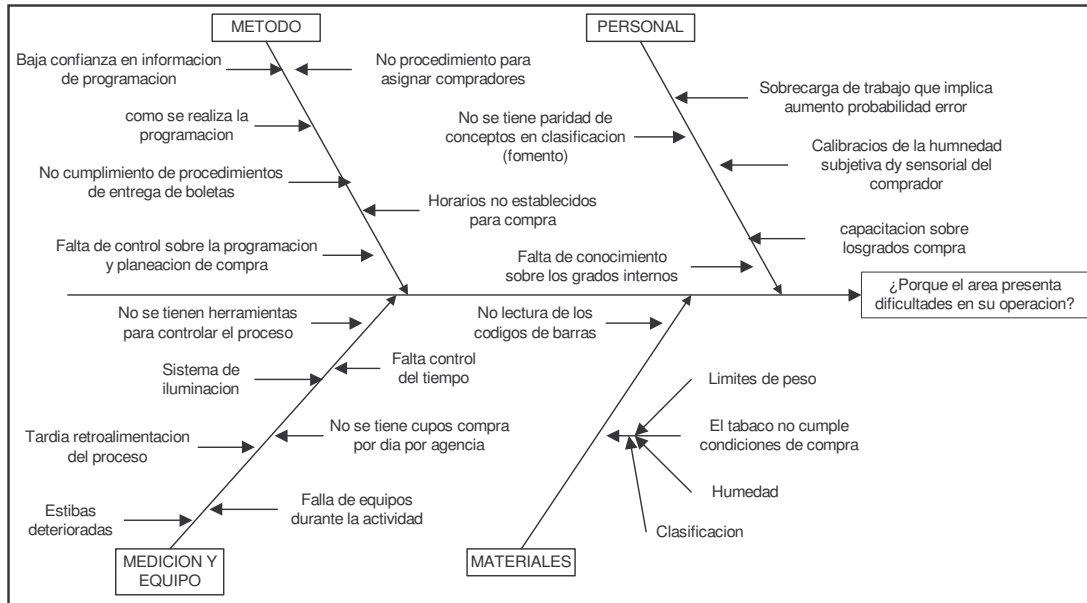 METODO
PERSONAL
Baja confianza en informacion
de programacion
No procedimiento para
asignar compradores
Sobrecarga de trabajo que implica
aumento probabilidad error
como se realiza la
programacion
No se tiene paridad de
conceptos en clasificacion
(fomento)
Calibracios de la humnedad
subjetiva dy sensorial del
comprador
No cumplimiento de procedimientos
de entrega de boletas
Horarios no establecidos
para compra
capacitacion sobre
losgrados compra
Falta de control sobre la programacion
y planeacion de compra
Falta de conocimiento
sobre los grados internos
¿Porque el area presenta
dificultades en su operacion?
No se tienen herramientas
para controlar el proceso
No lectura de los
codigos de barras
Sistema de
iluminacion
Falta control
del tiempo
Limites de peso
Tardia retroalimentacion
del proceso
No se tiene cupos compra
por dia por agencia
El tabaco no cumple
condiciones de compra
Humedad
Estibas
deterioradas
Falla de equipos
durante la actividad
Clasificacion
MEDICION Y
EQUIPO
MATERIALES